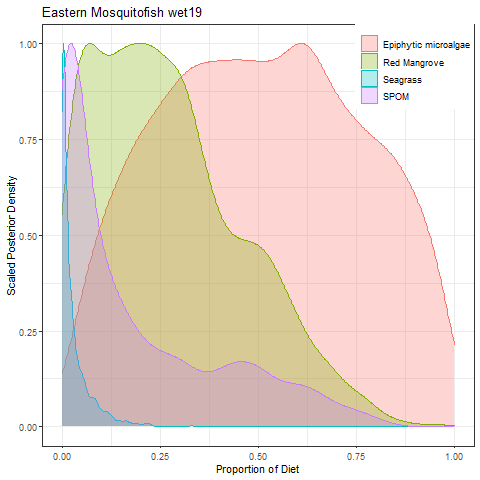 Eastern Mosquitofish wet19
Epiphytic microalgae
Red Mangrove
Seagrass
SPOM
1.00
0.75
0.50
0.25
0.00
Scaled Posterior Density
0.00 0.25 0.50 0.75 1.00
Proportion of Diet